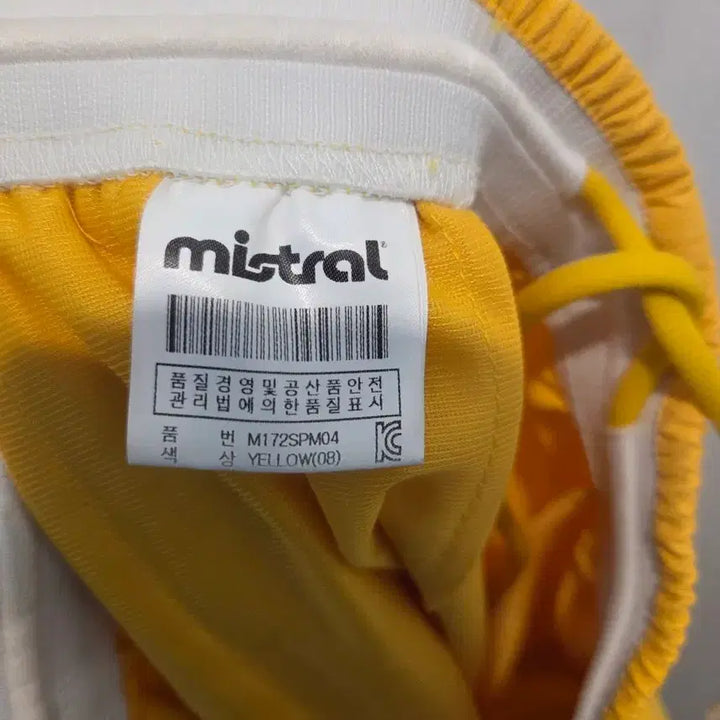 mistral®
품질경영및공산품안전
관리법에의한품질표시
품 번 M172SPM04
색 상 YELLOW(08)